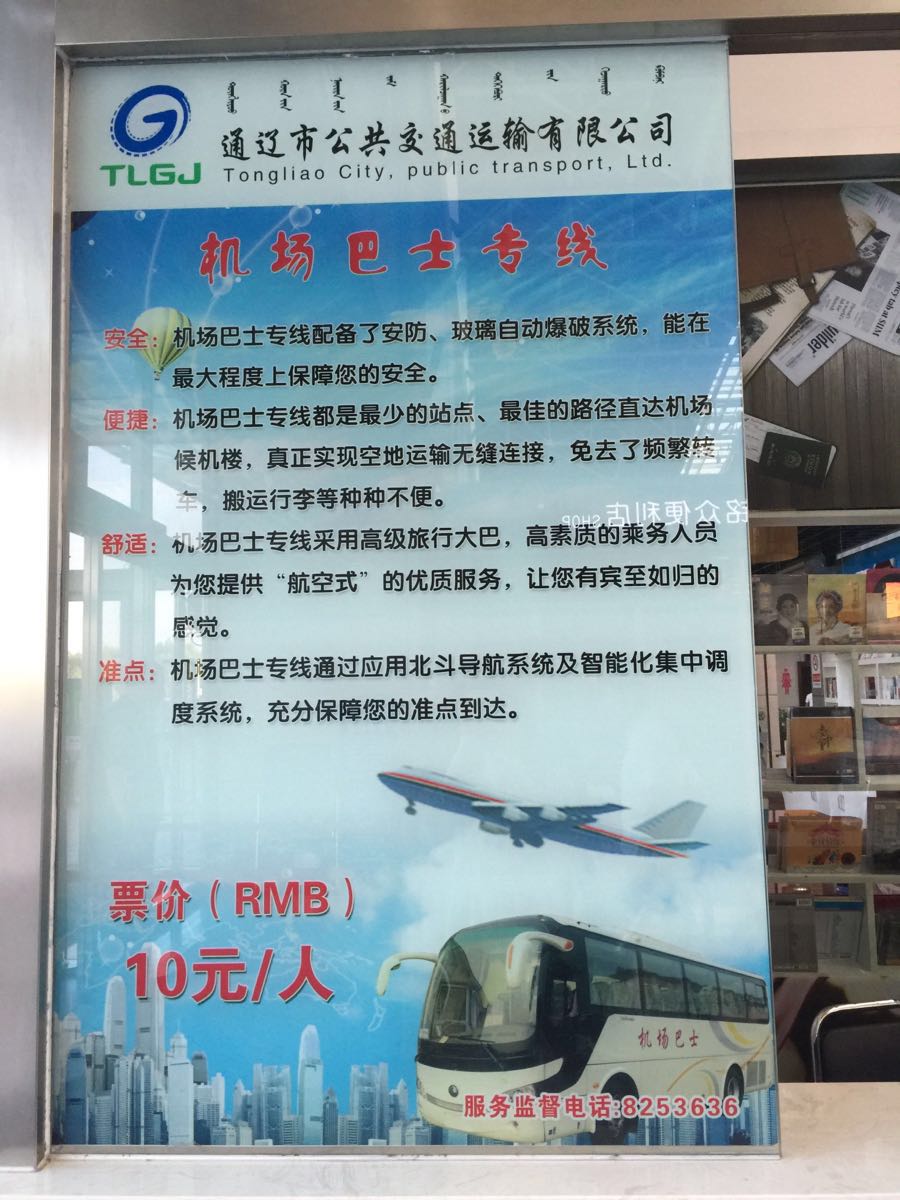 TLGJ
通辽市公共交通运输有限公司
Tongliao City, public transport, Ltd.
机场巴士专线
安全：机场巴士专线配备了安防、玻璃自动爆破系统，能在
最大程度上保障您的安全。
便捷：机场巴士专线都是最少的站点、最佳的路径直达机场
候机楼，真正实现空地运输无缝连接，免去了频繁转
车，搬运行李等种种不便。
舒适：机场巴士专线采用高级旅行大巴，高素质的乘务人员
为您提供“航空式”的优质服务，让您有宾至如归的
感觉。
准点：机场巴士专线通过应用北斗导航系统及智能化集中调
度系统，充分保障您的准点到达。
票价（RMB）
10元/人
机场巴士
服务监督电话:8253636
铭众便利店 SHOP